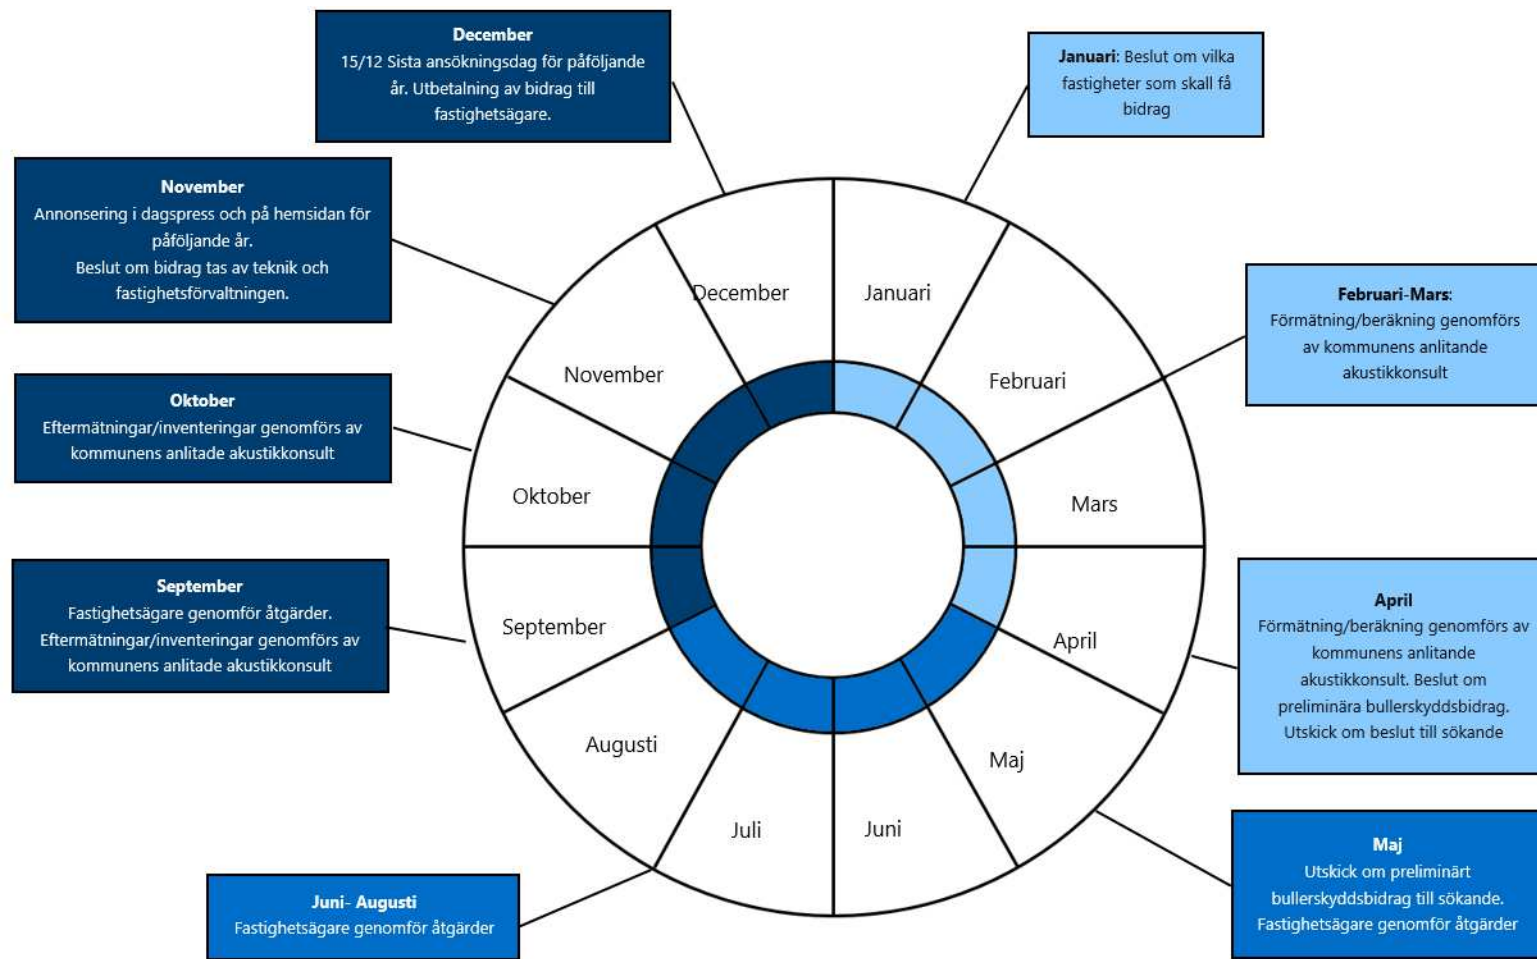 December
15/12 Sista ansökningsdag för påföljande
år. Utbetalning av bidrag till
fastighetsägare.
Januari: Beslut om vilka
fastigheter som skall få
bidrag
November
Annonsering i dagspress och på hemsidan för
påföljande år.
Beslut om bidrag tas av teknik och
fastighetsförvaltningen.
Februari-Mars:
Förmätning/beräkning genomförs
av kommunens anlitande
akustikkonsult
Oktober
Eftermätningar/inventeringar genomförs av
kommunens anlitade akustikkonsult
September
Fastighetsägare genomför åtgärder.
Eftermätningar/inventeringar genomförs av
kommunens anlitade akustikkonsult
April
Förmätning/beräkning genomförs av
kommunens anlitande
akustikkonsult. Beslut om
preliminära bullerskyddsbidrag.
Utskick om beslut till sökande
Maj
Utskick om preliminärt
bullerskyddsbidrag till sökande.
Fastighetsägare genomför åtgärder
Juni- Augusti
Fastighetsägare genomför åtgärder
Januari
Februari
Mars
April
Maj
Juni
Juli
Augusti
September
Oktober
November
December